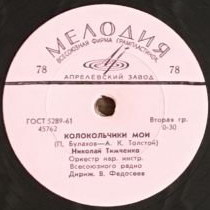 МЕЛОДИЯ
ВСЕСОЮЗНАЯ ФИРМА ГРАМПЛАСТИНОК
78 78
АПРЕЛЕВСКИЙ ЗАВОД
ГОСТ 5289-61 Вторая гр.
45762 0-30
КОЛОКОЛЬЧИКИ МОИ
(П. Булахов—А. К. Толстой)
Николай Тимченко
Оркестр нар. инстр.
Всесоюзного радио
Дириж. В. Федосеев